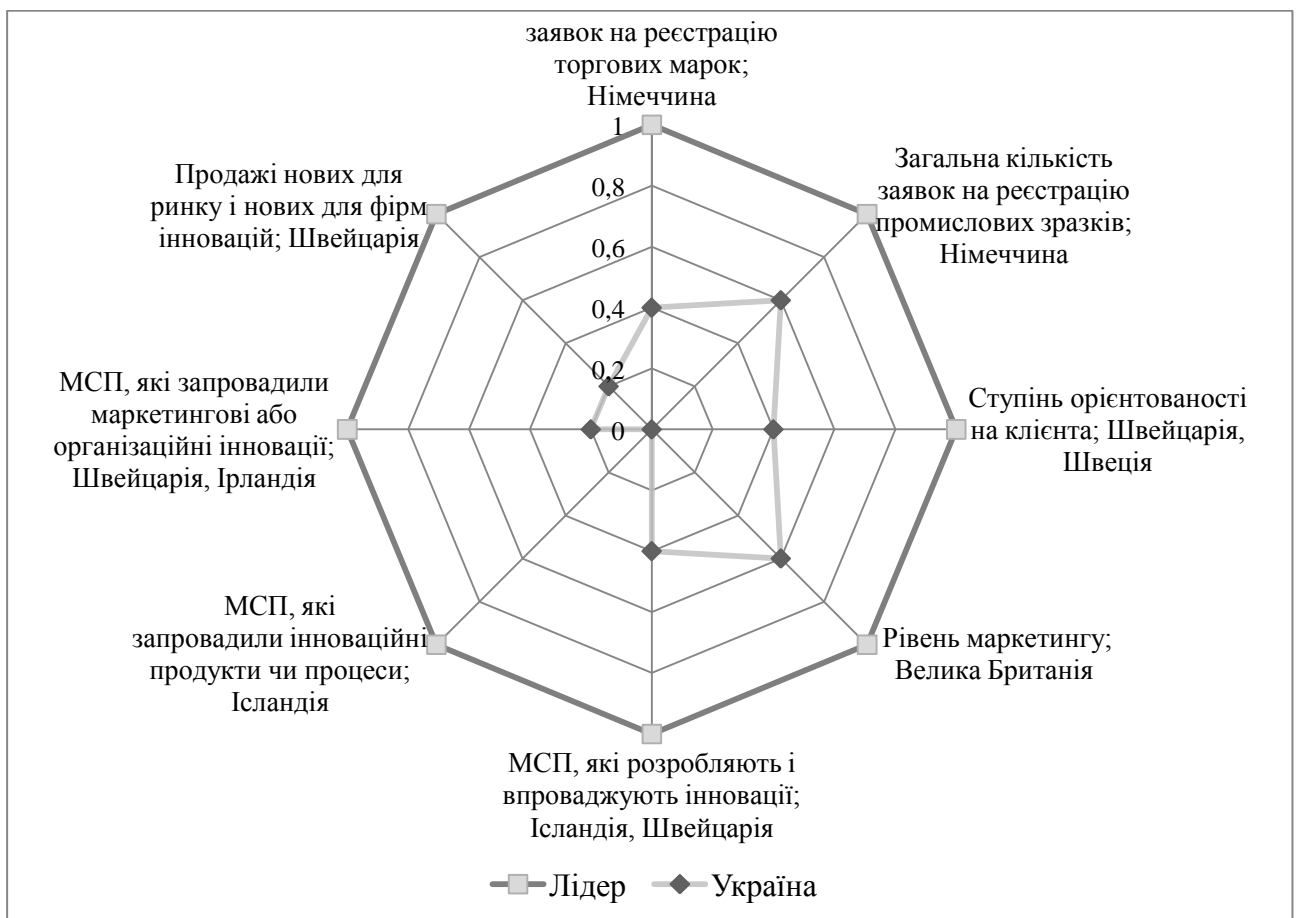 заявок на реєстрацію
торгових марок;
Німеччина
1
0,8
0,6
0,4
0,2
0
Загальна кількість
заявок на реєстрацію
промислових зразків;
Німеччина
Ступінь орієнтованості
на клієнта; Швейцарія,
Швеція
Рівень маркетингу;
Велика Британія
МСП, які розробляють і
впроваджують інновації;
Ісландія, Швейцарія
МСП, які
запровадили інноваційні
продукти чи процеси;
Ісландія
МСП, які запровадили
маркетингові або
організаційні інновації;
Швейцарія, Ірландія
Продажі нових для
ринку і нових для фірм
інновацій; Швейцарія
Лідер
Україна